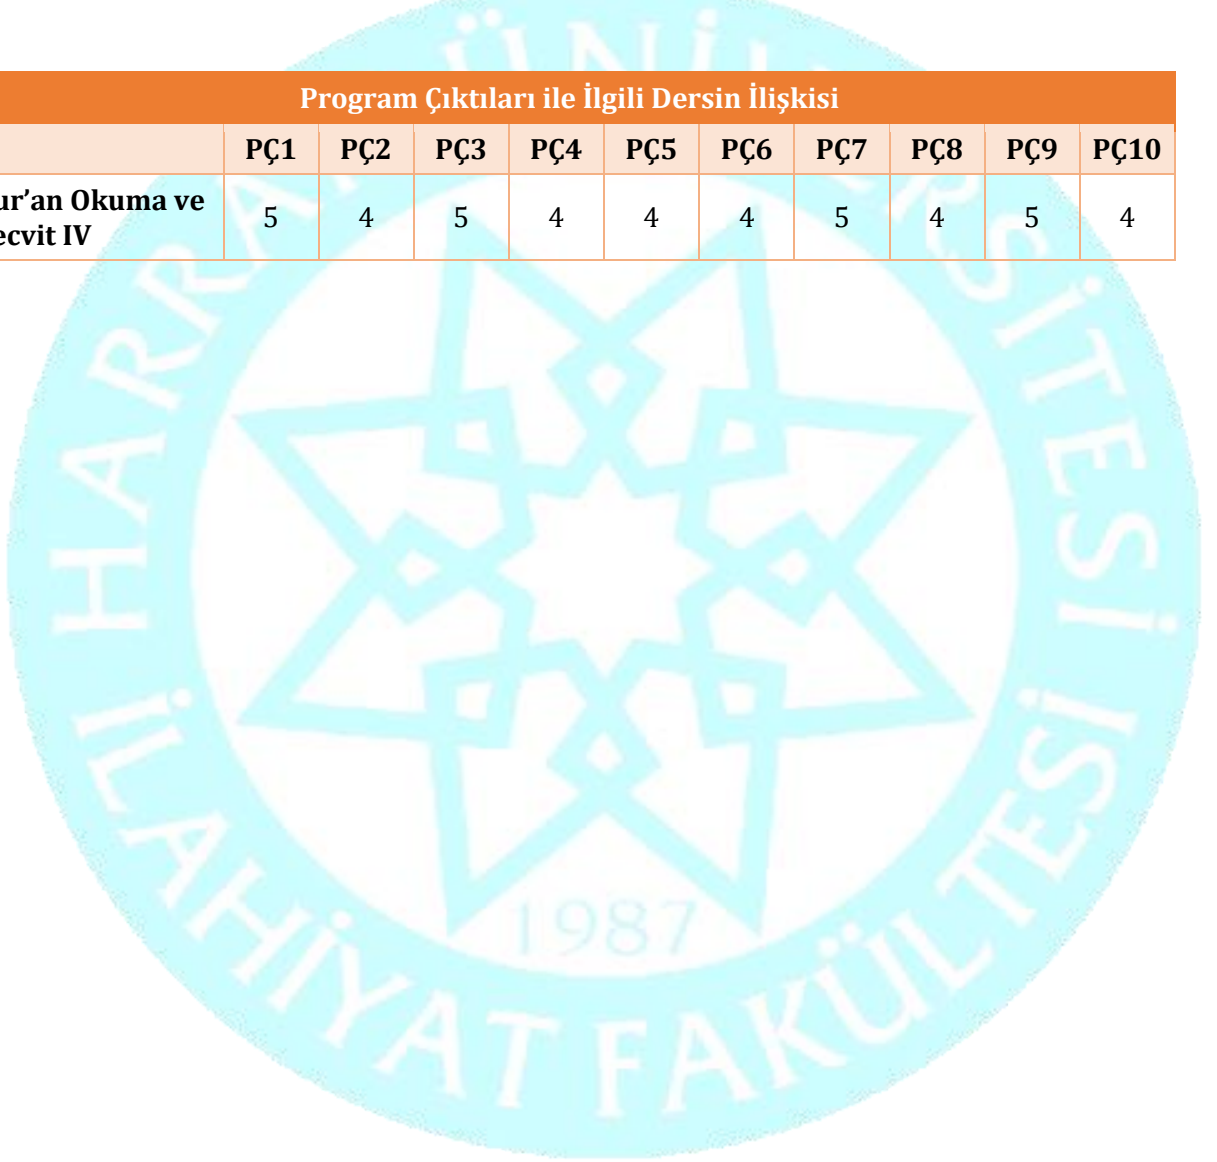 Program Çıktıları ile İlgili Dersin İlişkisi
PÇ1 PÇ2 PÇ3 PÇ4 PÇ5 PÇ6 PÇ7 PÇ8 PÇ9 PÇ10
ur’an Okuma ve
ecvit IV
5 4 5 4 4 4 5 4 5 4
HARRAN ÜNİVERSİTESİ
1987
İLAHİYAT FAKÜLTESİ